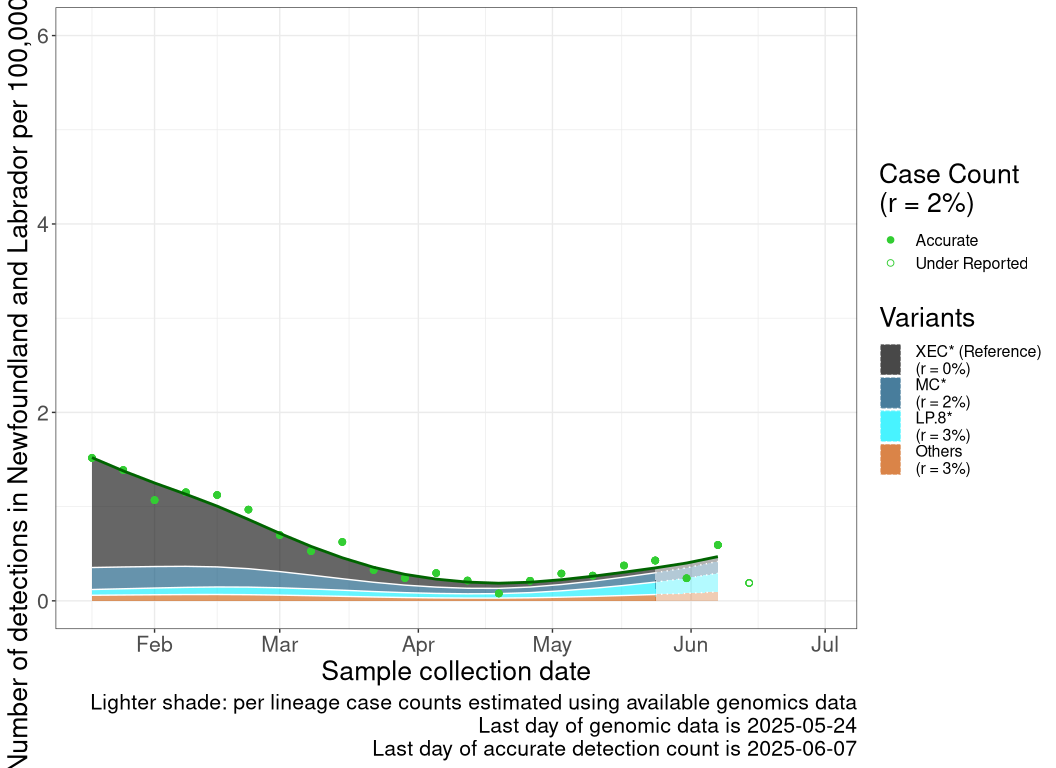 Number of detections in Newfoundland and Labrador per 100,000
6
4
2
0
Feb
Mar
Apr
May
Jun
Jul
Sample collection date
Lighter shade: per lineage case counts estimated using available genomics data
Last day of genomic data is 2025-05-24
Last day of accurate detection count is 2025-06-07
Case Count
(r = 2%)
Accurate
Under Reported
Variants
XEC* (Reference)
(r = 0%)
MC*
(r = 2%)
LP.8*
(r = 3%)
Others
(r = 3%)